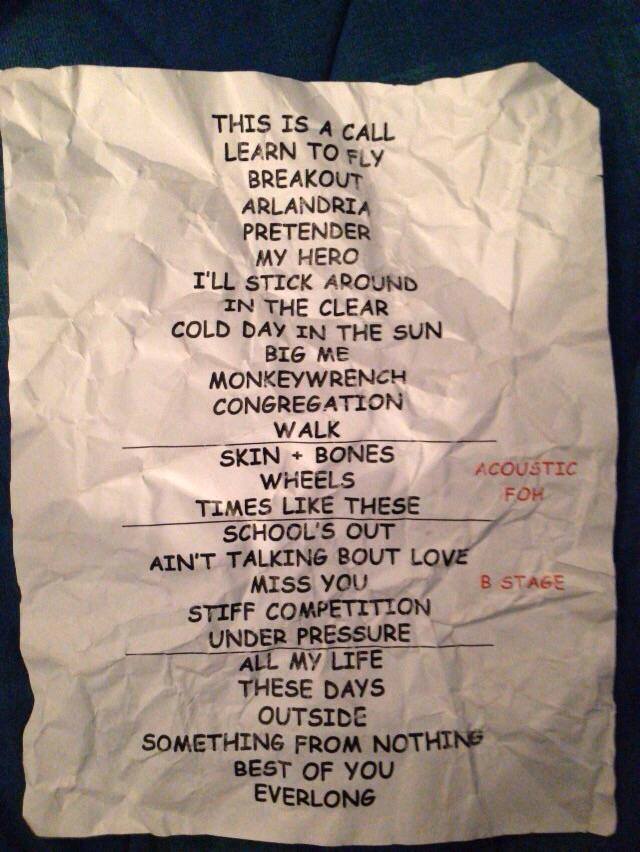 THIS IS A CALL
LEARN TO FLY
BREAKOUT
ARLANDRIA
PRETENDER
MY HERO
I'LL STICK AROUND
IN THE CLEAR
COLD DAY IN THE SUN
BIG ME
MONKEYWRENCH
CONGREGATION
WALK
SKIN + BONES
WHEELS
TIMES LIKE THESE
ACOUSTIC
FOH
SCHOOL'S OUT
AIN'T TALKING BOUT LOVE
MISS YOU
B STAGE
STIFF COMPETITION
UNDER PRESSURE
ALL MY LIFE
THESE DAYS
OUTSIDE
SOMETHING FROM NOTHING
BEST OF YOU
EVERLONG